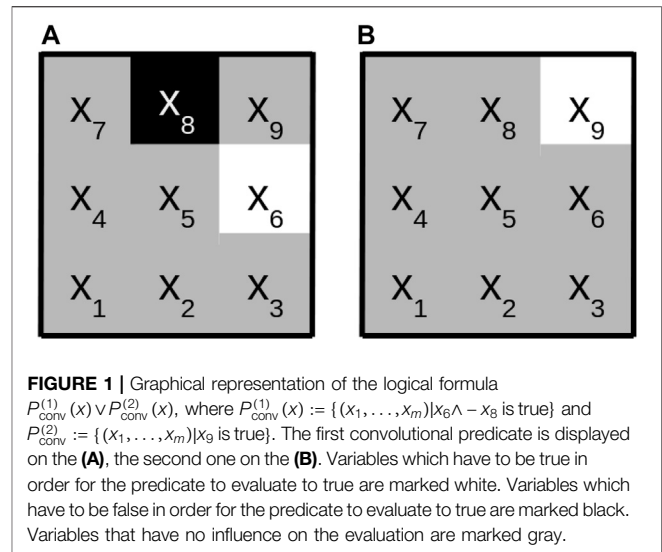 A
B
X7 X8 X9
X7 X8 X9
X4 X5 X6
X4 X5 X6
X1 X2 X3
X1 X2 X3
FIGURE 1 | Graphical representation of the logical formula
P(1)conv (x) ∨ P(2)conv (x), where P(1)conv (x) := {(x1, . . . , xm)|x6∧ − x8 is true} and
P(2)conv := {(x1, . . . , xm)|x9 is true}. The first convolutional predicate is displayed
on the (A), the second one on the (B). Variables which have to be true in
order for the predicate to evaluate to true are marked white. Variables which
have to be false in order for the predicate to evaluate to true are marked black.
Variables that have no influence on the evaluation are marked gray.